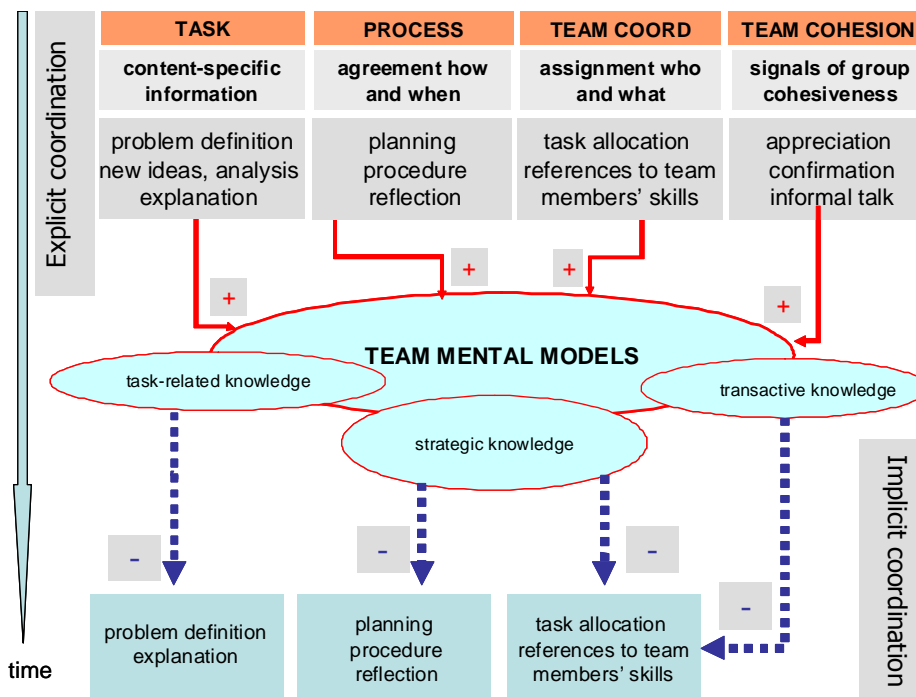 Explicit coordination
TASK
content-specific
information
problem definition
new ideas, analysis
explanation
PROCESS
agreement how
and when
planning
procedure
reflection
TEAM COORD
assignment who
and what
task allocation
references to team
members' skills
TEAM COHESION
signals of group
cohesiveness
appreciation
confirmation
informal talk
+
+
+
+
TEAM MENTAL MODELS
task-related knowledge
transactive knowledge
strategic knowledge
Implicit coordination
-
-
-
-
problem definition
explanation
planning
procedure
reflection
task allocation
references to team
members' skills
time